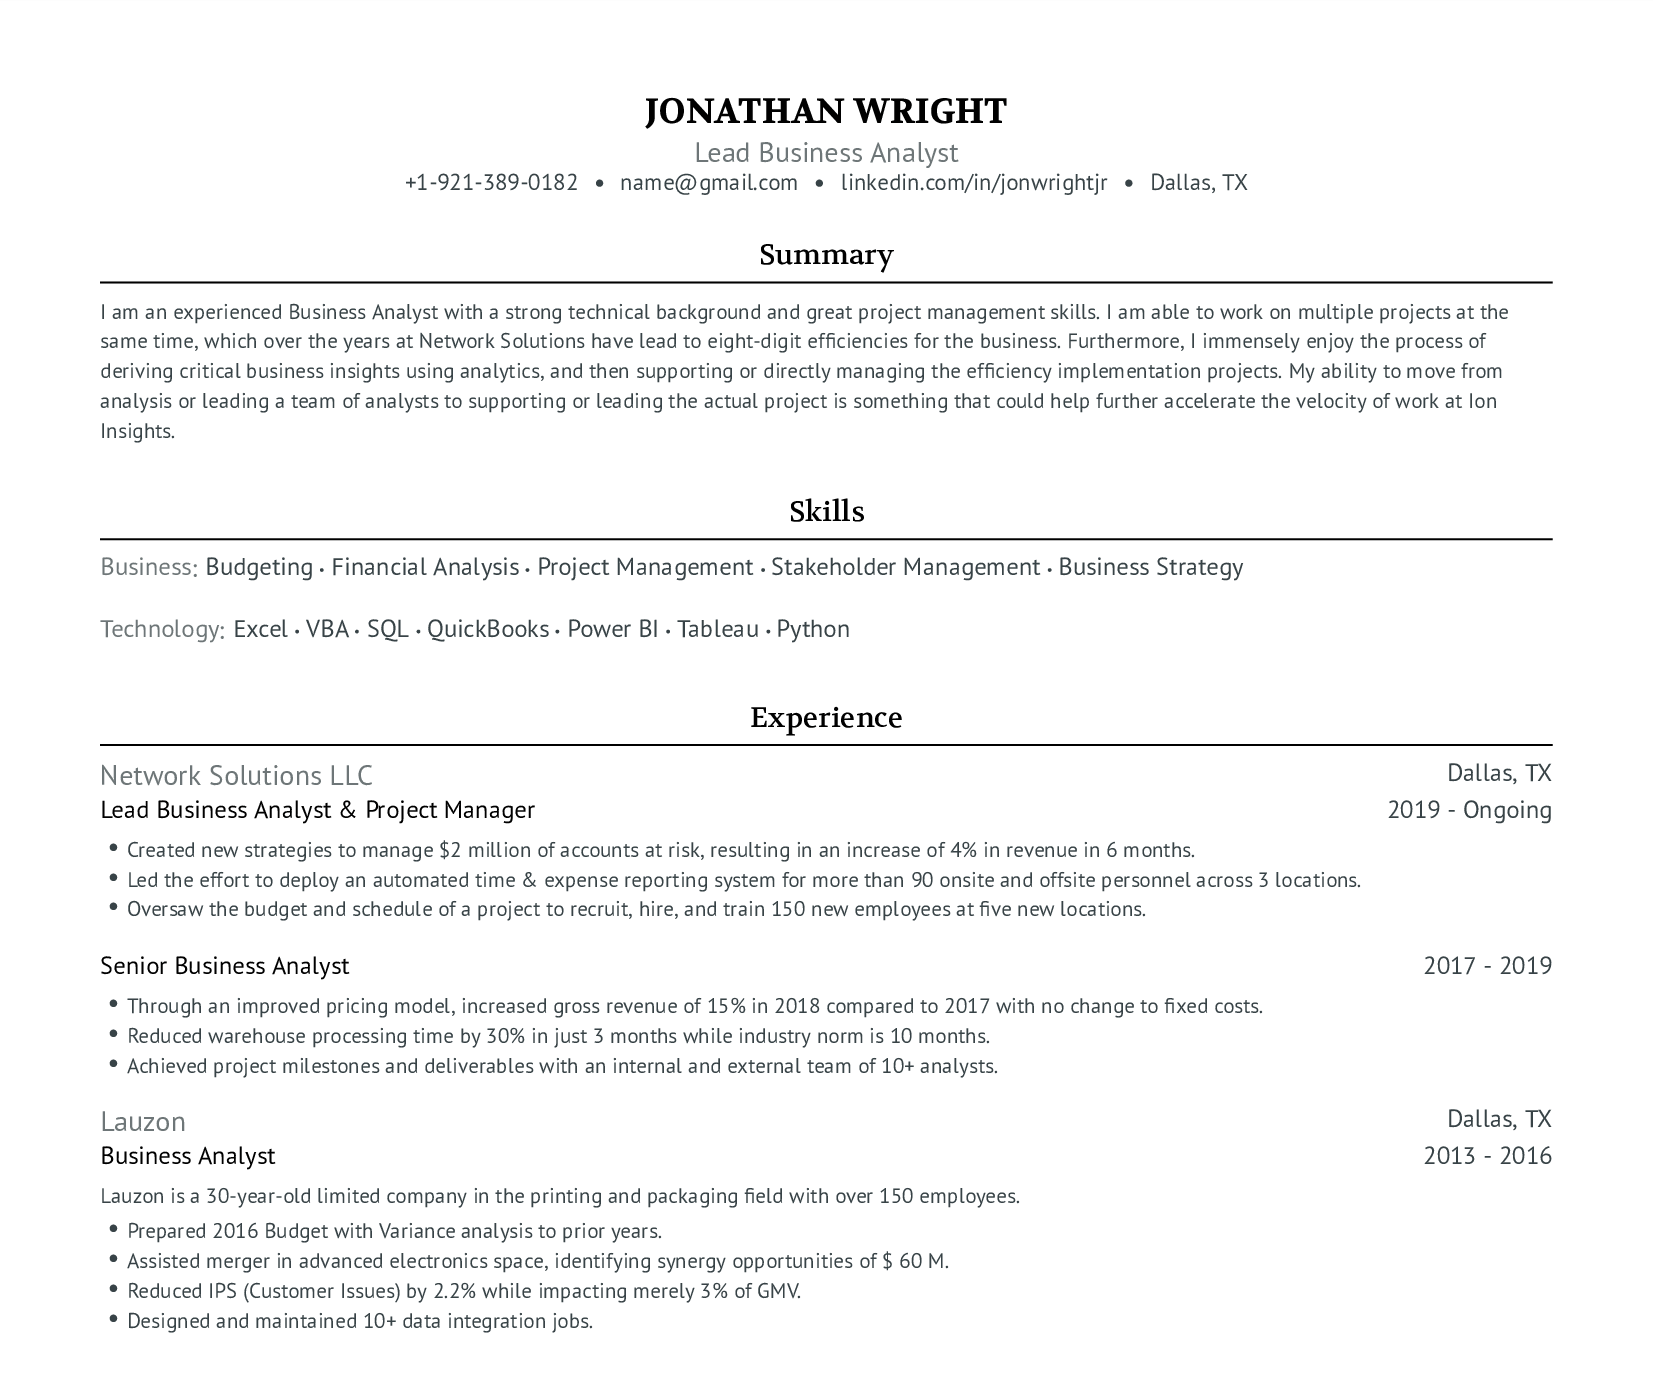 JONATHAN WRIGHT
Lead Business Analyst
+1-921-389-0182 • name@gmail.com • linkedin.com/in/jonwrightjr • Dallas, TX
Summary
I am an experienced Business Analyst with a strong technical background and great project management skills. I am able to work on multiple projects at the
same time, which over the years at Network Solutions have lead to eight-digit efficiencies for the business. Furthermore, I immensely enjoy the process of
deriving critical business insights using analytics, and then supporting or directly managing the efficiency implementation projects. My ability to move from
analysis or leading a team of analysts to supporting or leading the actual project is something that could help further accelerate the velocity of work at Ion
Insights.
Skills
Business: Budgeting • Financial Analysis • Project Management • Stakeholder Management • Business Strategy
Technology: Excel • VBA • SQL • QuickBooks • Power BI • Tableau • Python
Experience
Network Solutions LLC Dallas, TX
Lead Business Analyst & Project Manager 2019 - Ongoing
• Created new strategies to manage $2 million of accounts at risk, resulting in an increase of 4% in revenue in 6 months.
• Led the effort to deploy an automated time & expense reporting system for more than 90 onsite and offsite personnel across 3 locations.
• Oversaw the budget and schedule of a project to recruit, hire, and train 150 new employees at five new locations.
Senior Business Analyst 2017 - 2019
• Through an improved pricing model, increased gross revenue of 15% in 2018 compared to 2017 with no change to fixed costs.
• Reduced warehouse processing time by 30% in just 3 months while industry norm is 10 months.
• Achieved project milestones and deliverables with an internal and external team of 10+ analysts.
Lauzon Dallas, TX
Business Analyst 2013 - 2016
Lauzon is a 30-year-old limited company in the printing and packaging field with over 150 employees.
• Prepared 2016 Budget with Variance analysis to prior years.
• Assisted merger in advanced electronics space, identifying synergy opportunities of $ 60 M.
• Reduced IPS (Customer Issues) by 2.2% while impacting merely 3% of GMV.
• Designed and maintained 10+ data integration jobs.